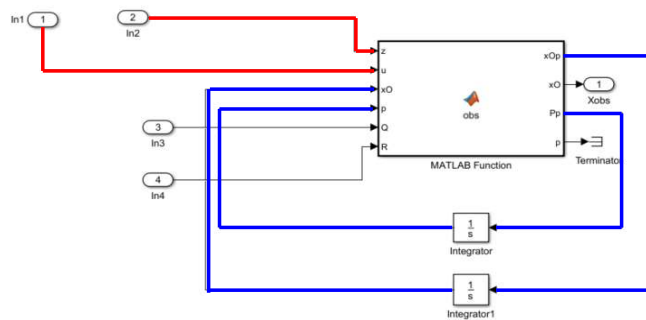 In1
1
2
In2
z
u
xO
p
Q
R
obs
MATLAB Function
xOp
xO
Pp
p
1
Xobs
Terminato
3
In3
4
In4
1
s
Integrator
1
s
Integrator1